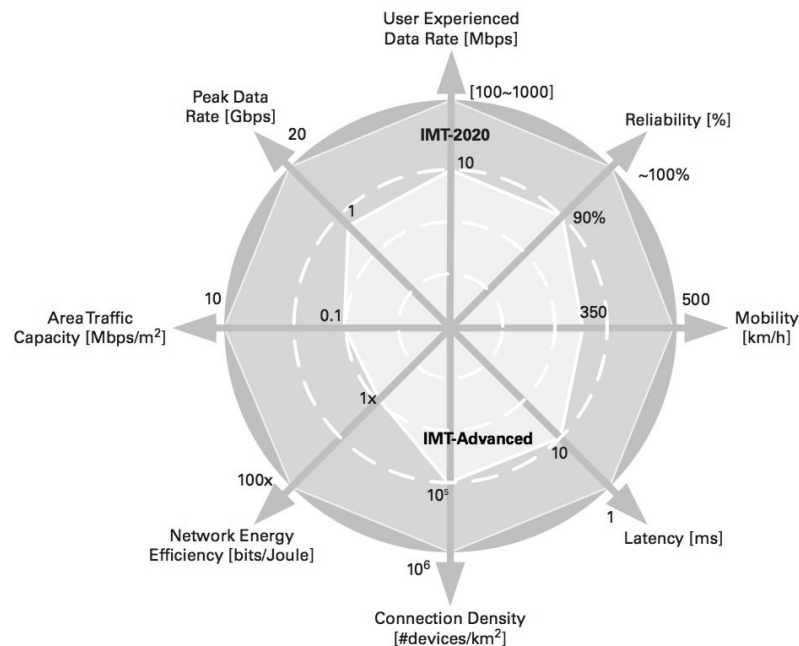 User Experienced
Data Rate [Mbps]
Peak Data
Rate [Gbps]
20
[100~1000]
Reliability [%]
IMT-2020
10
~100%
1
90%
10
Area Traffic
Capacity [Mbps/m²]
0.1
350
500
Mobility
[km/h]
1x
IMT-Advanced
10
100x
10⁵
1
Network Energy
Efficiency [bits/Joule]
Latency [ms]
10⁶
Connection Density
[#devices/km²]